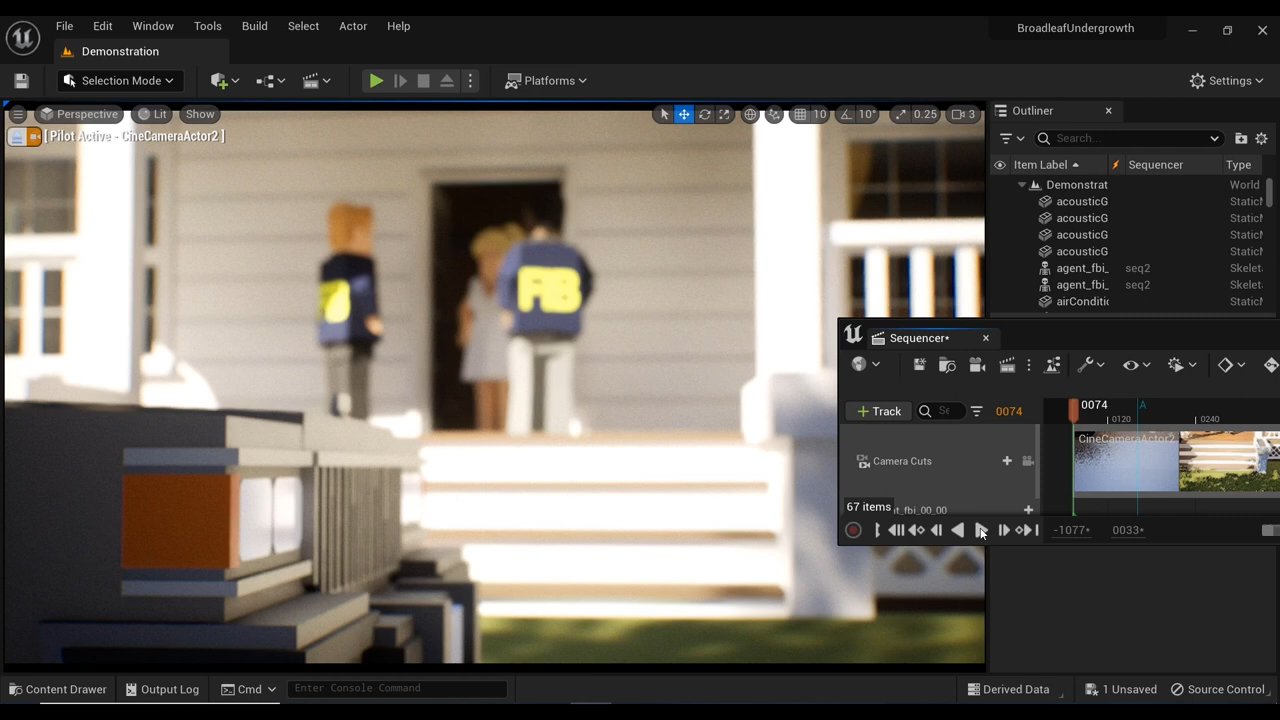 File Edit Window Tools Build Select Actor Help
BroadleafUndergrowth
Demonstration
Selection Mode
Platforms
Settings
Perspective Lit Show
10 10° 0.25 3
[ Pilot Active - CineCameraActor2 ]
FBI
Outliner
Search...
Item Label Sequencer Type
Demonstrat World
acousticG Static
acousticG Static
acousticG Static
acousticG Static
agent_fbi_ seq2 Skelet
agent_fbi_ seq2 Skelet
airConditic Static
Sequencer*
+ Track Se 0074
0074 A
0120 0240
Camera Cuts
CineCameraActor2
67 items
t_fbi_00_00
-1077* 0033*
Content Drawer Output Log Cmd Enter Console Command
Derived Data 1 Unsaved Source Control